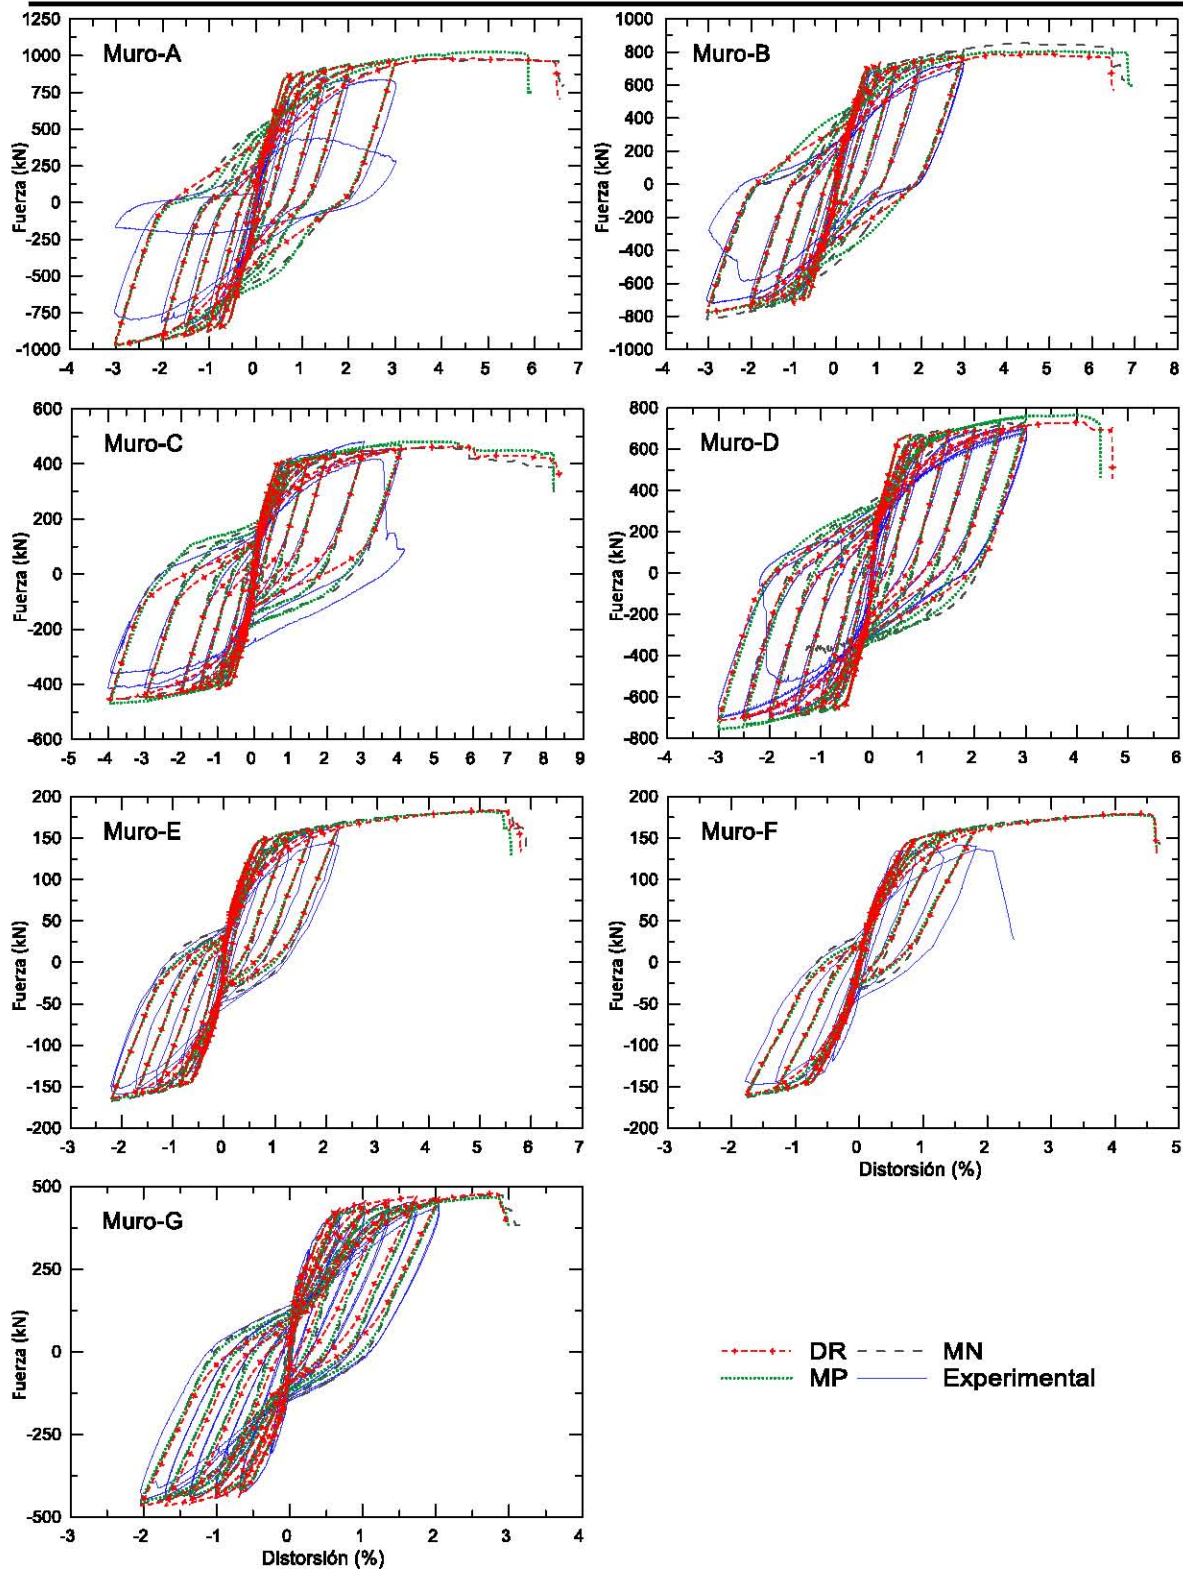 Muro-A
Fuerza (kN)
1250
1000
750
500
250
0
-250
-500
-750
-1000
-4 -3 -2 -1 0 1 2 3 4 5 6 7
Muro-B
Fuerza (kN)
1000
800
600
400
200
0
-200
-400
-600
-800
-1000
-4 -3 -2 -1 0 1 2 3 4 5 6 7 8
Muro-C
Fuerza (kN)
600
400
200
0
-200
-400
-600
-5 -4 -3 -2 -1 0 1 2 3 4 5 6 7 8 9
Muro-D
Fuerza (kN)
800
600
400
200
0
-200
-400
-600
-800
-4 -3 -2 -1 0 1 2 3 4 5 6
Muro-E
Fuerza (kN)
200
150
100
50
0
-50
-100
-150
-200
-3 -2 -1 0 1 2 3 4 5 6 7
Muro-F
Fuerza (kN)
200
150
100
50
0
-50
-100
-150
-200
-3 -2 -1 0 1 2 3 4 5
Distorsión (%)
Muro-G
Fuerza (kN)
500
250
0
-250
-500
-3 -2 -1 0 1 2 3 4
Distorsión (%)
DR MN
MP Experimental